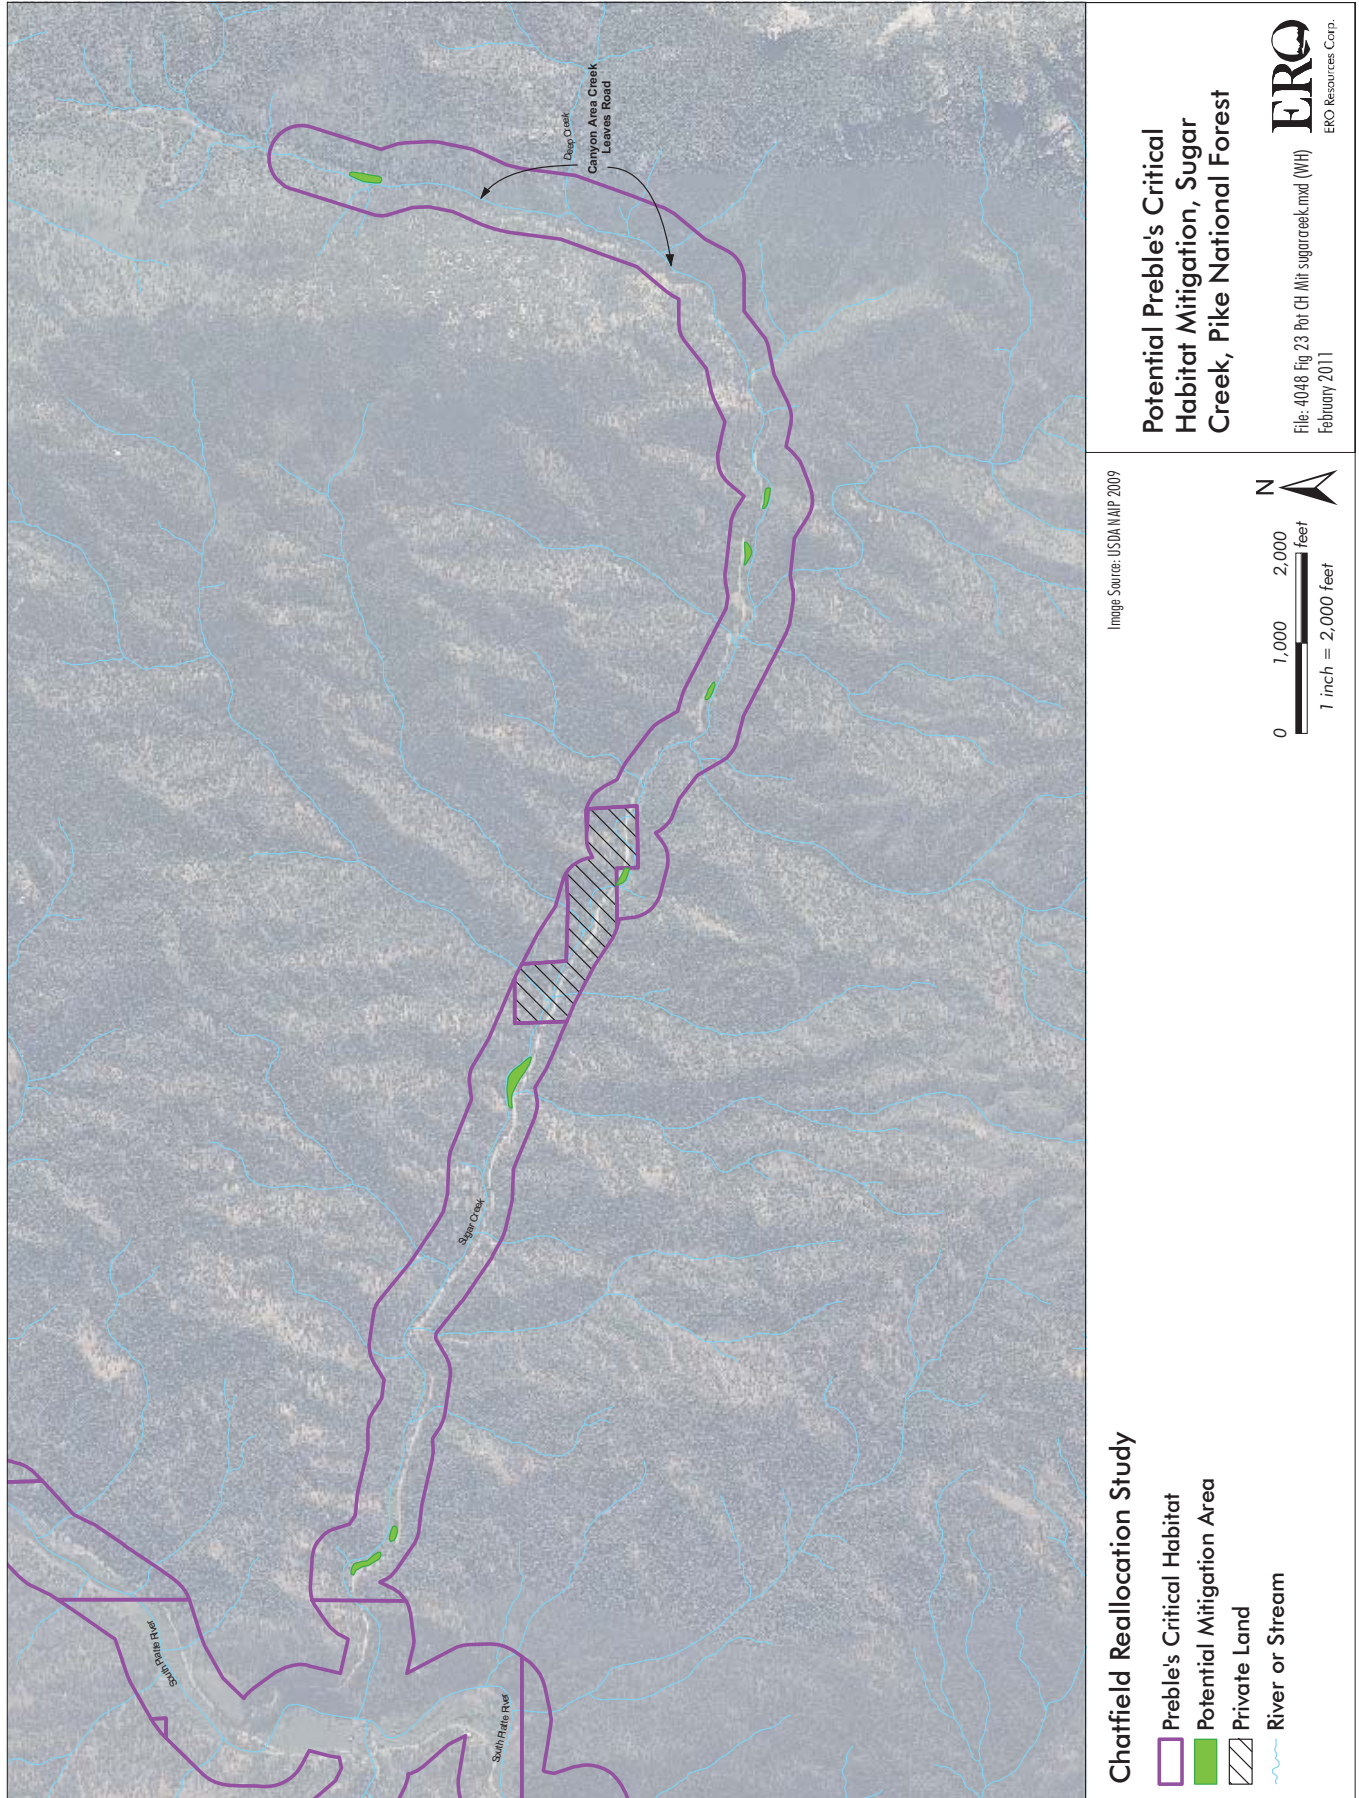 South Platte River
South Platte River
Sugar Creek
Deep Creek
Canyon Area Creek
Leaves Road
Chatfield Reallocation Study
Preble's Critical Habitat
Potential Mitigation Area
Private Land
River or Stream
Image Source: USDA NAIP 2009
0 1,000 2,000
feet
1 inch = 2,000 feet
N
Potential Preble's Critical
Habitat Mitigation, Sugar
Creek, Pike National Forest
File: 4048 Fig 23 Pot CH Mit sugarcreek.mxd (WH)
February 2011
ERO
ERO Resources Corp.